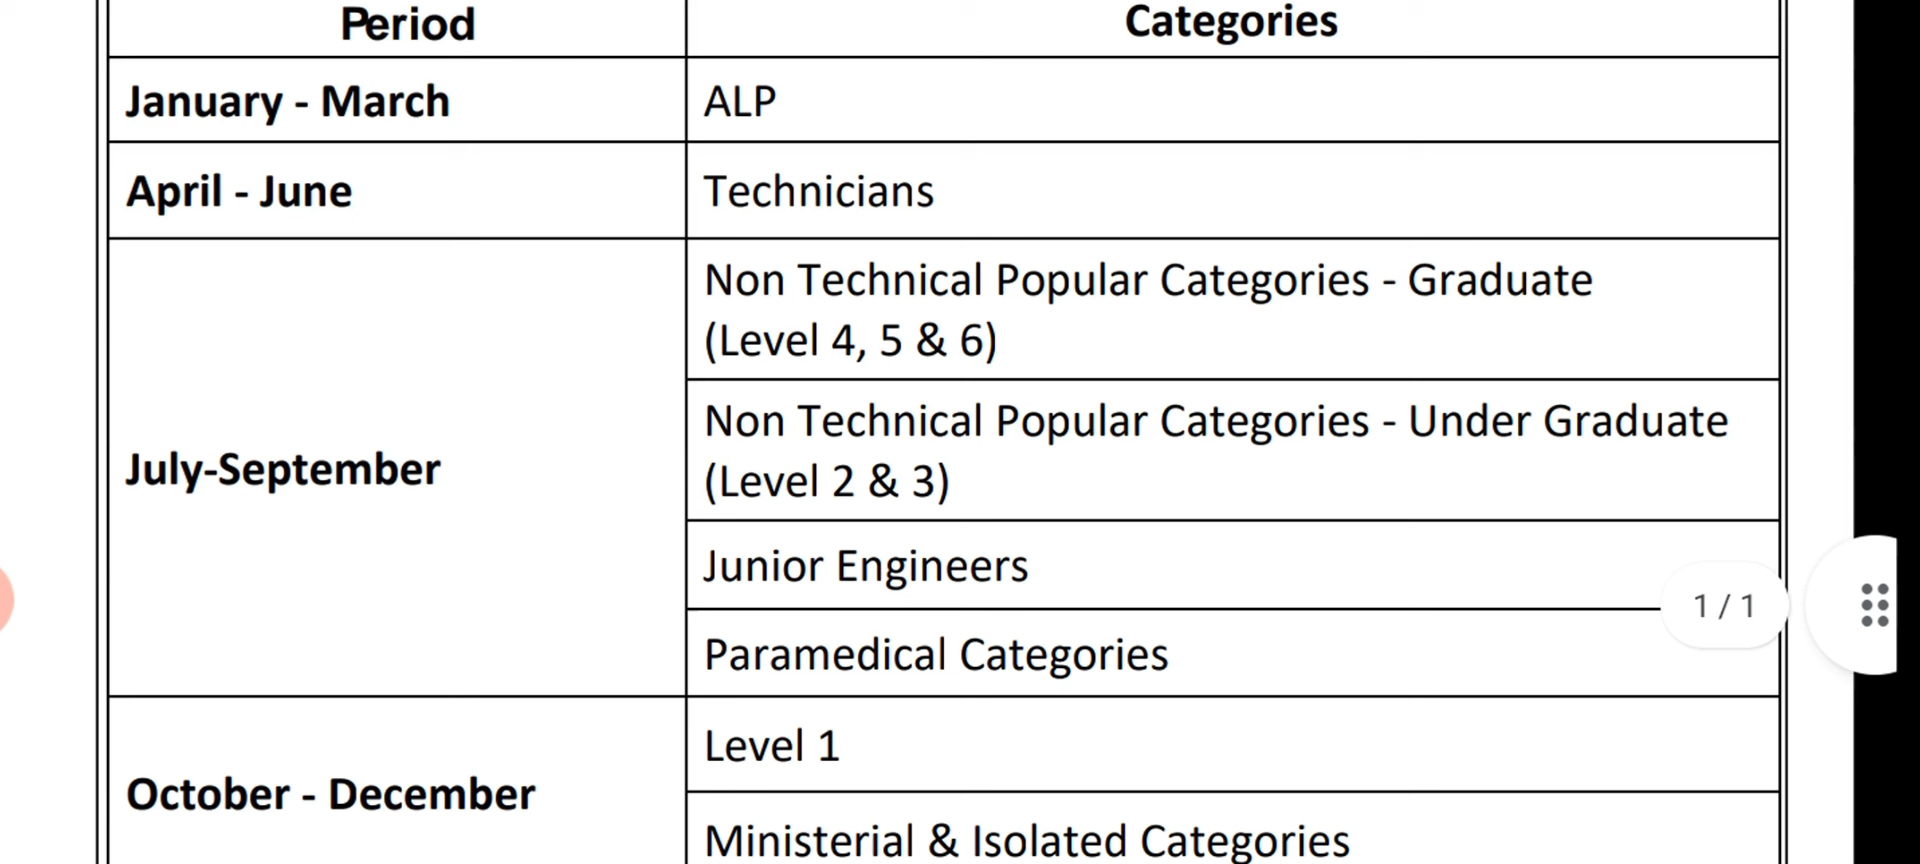 Period
Categories
January - March
ALP
April - June
Technicians
July-September
Non Technical Popular Categories - Graduate
(Level 4, 5 & 6)
Non Technical Popular Categories - Under Graduate
(Level 2 & 3)
Junior Engineers
Paramedical Categories
1 / 1
October - December
Level 1
Ministerial & Isolated Categories